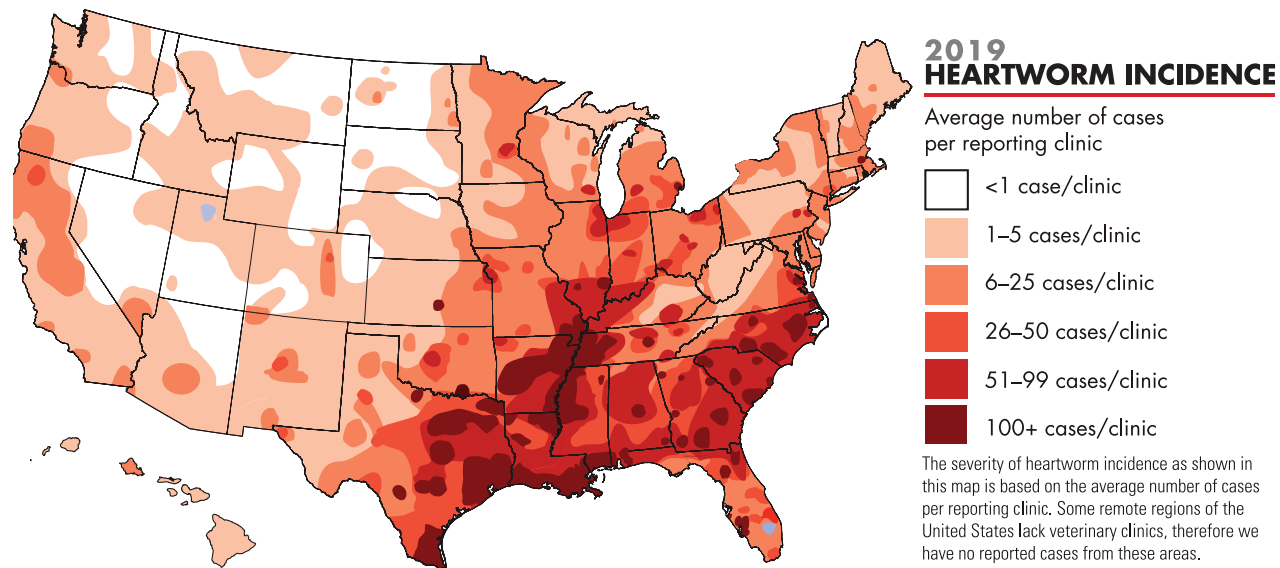 2019
HEARTWORM INCIDENCE
Average number of cases
per reporting clinic
<1 case/clinic
1–5 cases/clinic
6–25 cases/clinic
26–50 cases/clinic
51–99 cases/clinic
100+ cases/clinic
The severity of heartworm incidence as shown in
this map is based on the average number of cases
per reporting clinic. Some remote regions of the
United States lack veterinary clinics, therefore we
have no reported cases from these areas.